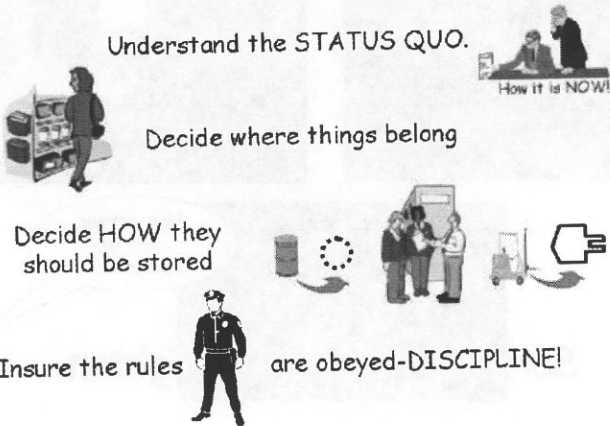 Understand the STATUS QUO.
How it is NOW!
Decide where things belong
Decide HOW they
should be stored
Insure the rules are obeyed-DISCIPLINE!